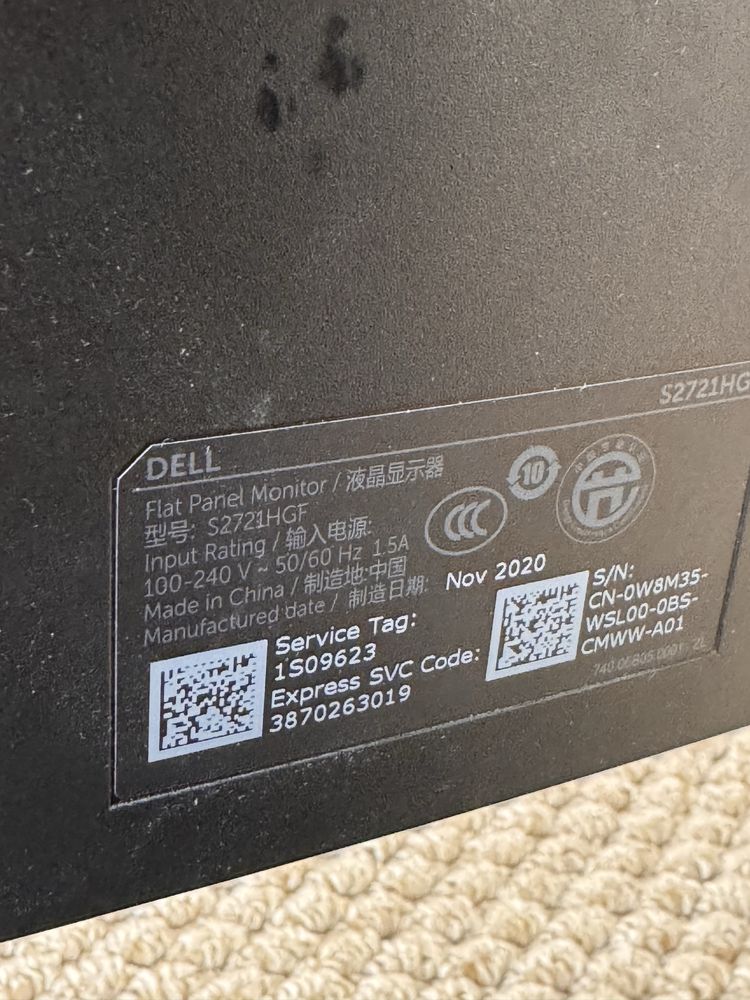 S2721HG
DELL
Flat Panel Monitor / 液晶显示器
型号: S2721HGF
Input Rating / 输入电源:
100-240 V ~ 50/60 Hz 1.5A
Made in China / 制造地:中国
Manufactured date / 制造日期: Nov 2020
10
Service Tag:
1S09623
Express SVC Code:
3870263019
S/N:
CN-0W8M35-
WSL00-0BS-
CMWW-A01